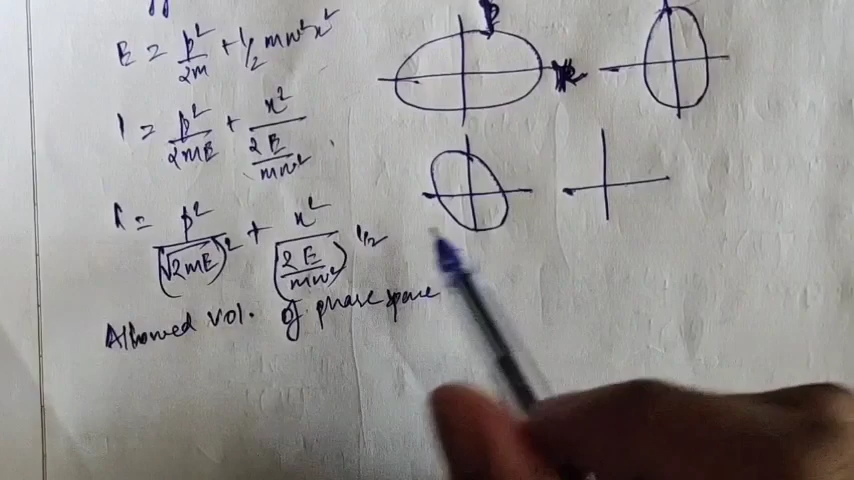 E = p²/2m + 1/2 mω²x²
p
1 = p²/2mE + x²/(2E/mω²)
1 = p²/(√2mE)² + x²/(2E/mω²)^1/2
Allowed vol. of phase space